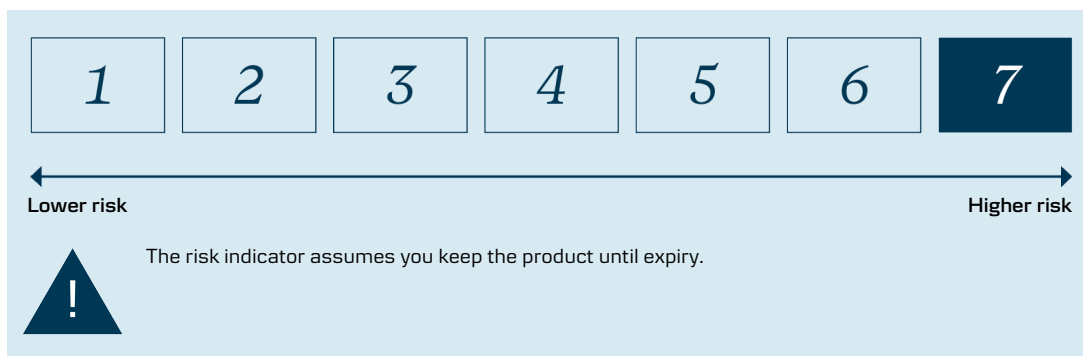 1 2 3 4 5 6 7
Lower risk Higher risk
The risk indicator assumes you keep the product until expiry.
!